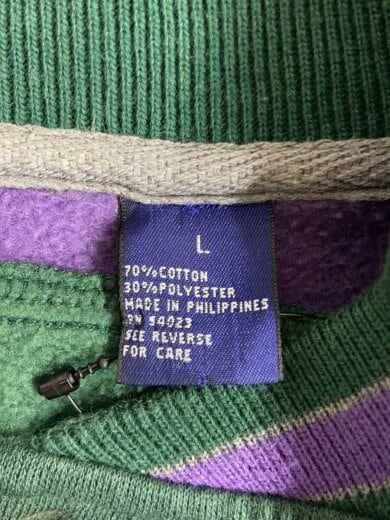 L
70% COTTON
30% POLYESTER
MADE IN PHILIPPINES
RN 54023
SEE REVERSE
FOR CARE